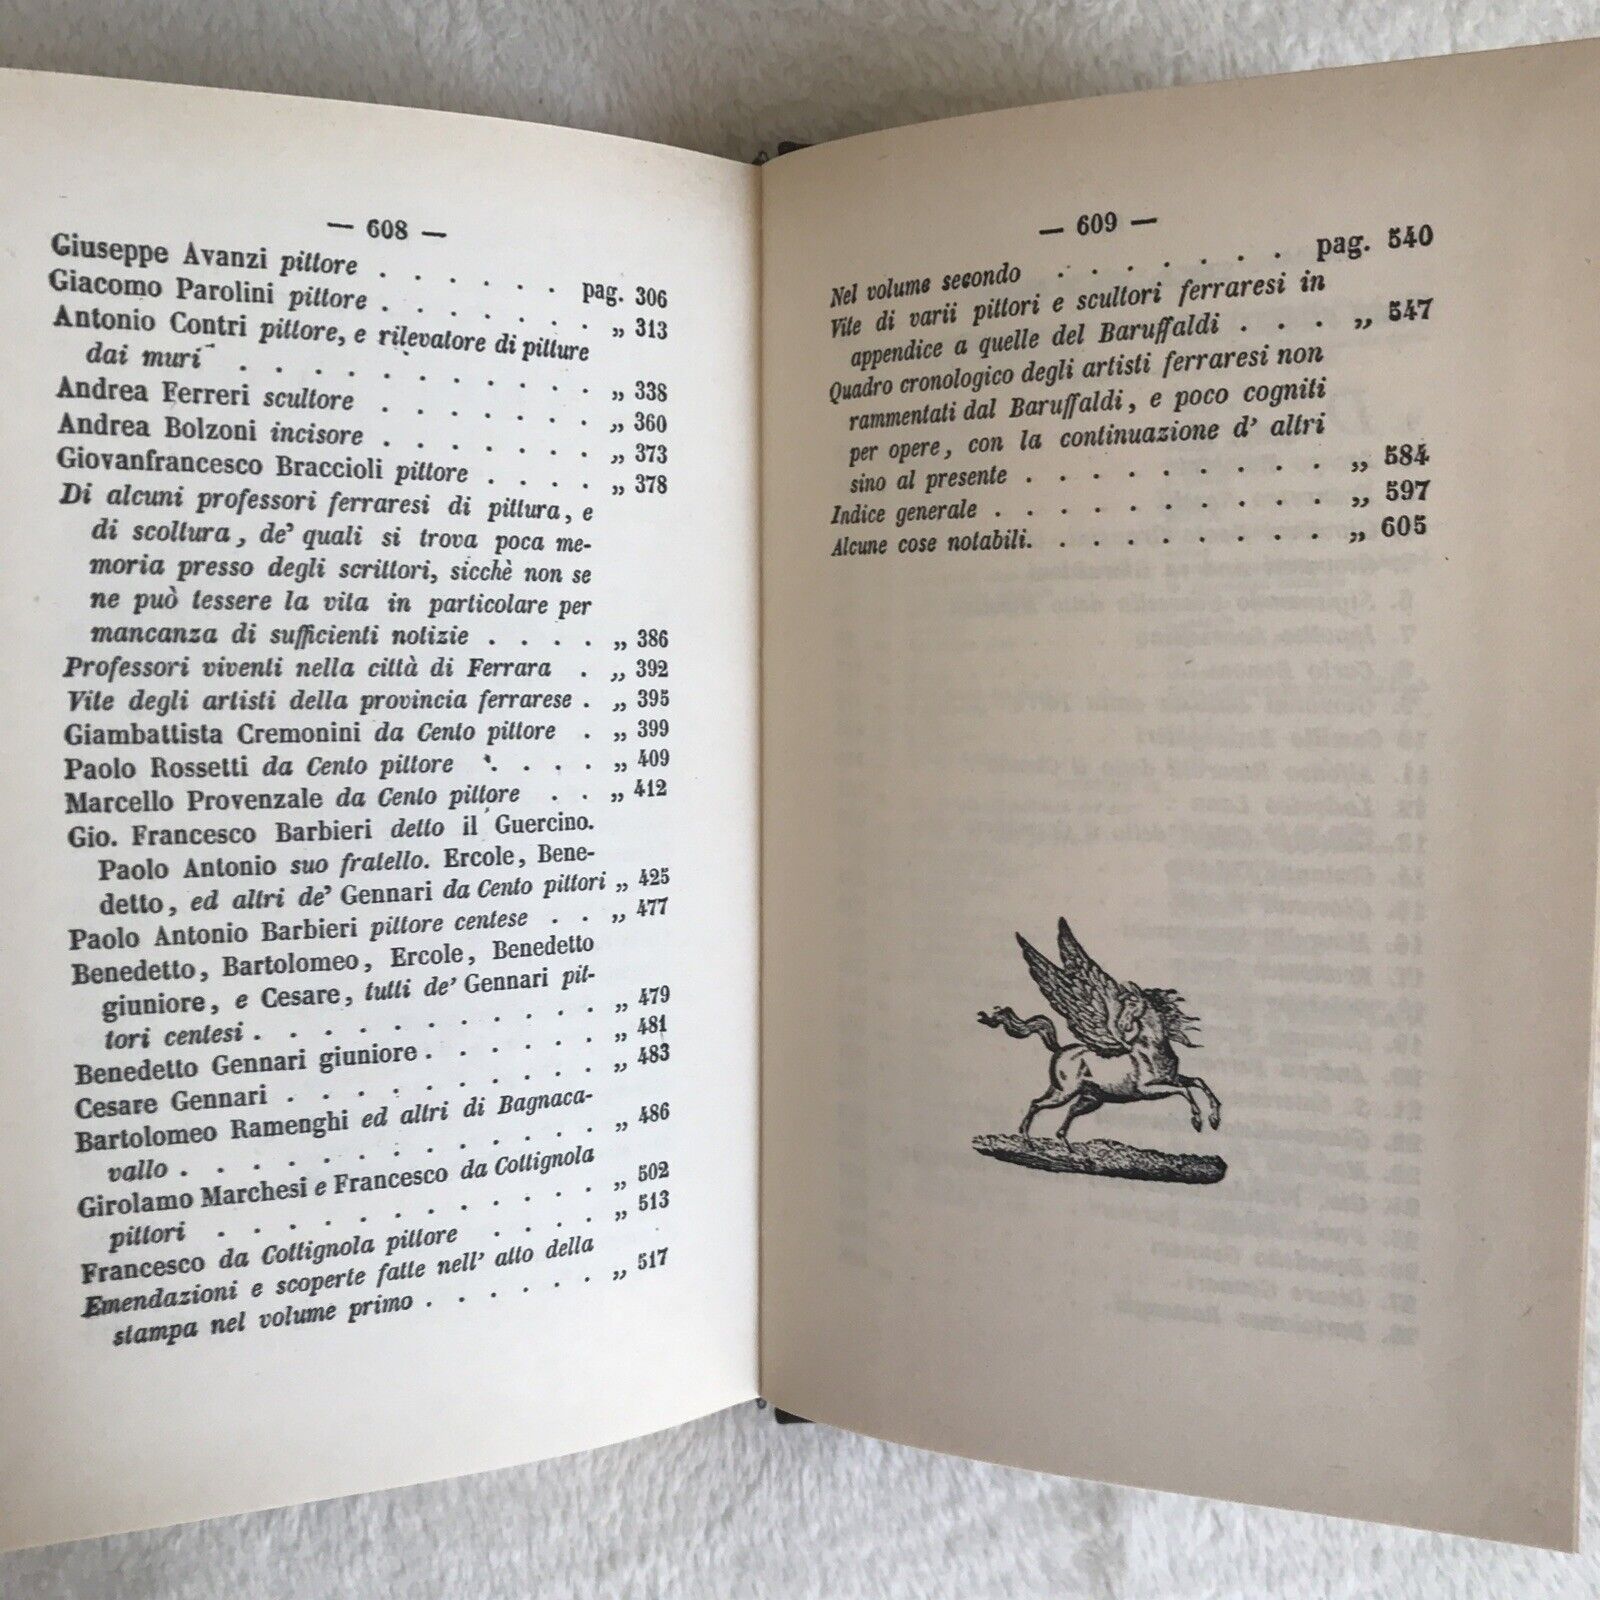 — 608 —
Giuseppe Avanzi pittore . . . . . . pag. 306
Giacomo Parolini pittore . . . . . . . „ 313
Antonio Contri pittore, e rilevatore di pitture
dai muri . . . . . . . . . . . „ 338
Andrea Ferreri scultore . . . . . . . „ 360
Andrea Bolzoni incisore . . . . . . . „ 373
Giovanfrancesco Braccioli pittore . . . . „ 378
Di alcuni professori ferraresi di pittura, e
di scoltura, de' quali si trova poca me-
moria presso degli scrittori, sicchè non se
ne può tessere la vita in particolare per
mancanza di sufficienti notizie . . . . „ 386
Professori viventi nella città di Ferrara . „ 392
Vite degli artisti della provincia ferrarese . „ 395
Giambattista Cremonini da Cento pittore . „ 399
Paolo Rossetti da Cento pittore . . . . „ 409
Marcello Provenzale da Cento pittore . . „ 412
Gio. Francesco Barbieri detto il Guercino.
Paolo Antonio suo fratello. Ercole, Bene-
detto, ed altri de' Gennari da Cento pittori „ 425
Paolo Antonio Barbieri pittore centese . . „ 477
Benedetto, Bartolomeo, Ercole, Benedetto
giuniore, e Cesare, tutti de' Gennari pit-
tori centesi . . . . . . . . . . „ 479
Benedetto Gennari giuniore . . . . . . „ 481
Cesare Gennari . . . . . . . . . „ 483
Bartolomeo Ramenghi ed altri di Bagnaca-
vallo . . . . . . . . . . . . „ 486
Girolamo Marchesi e Francesco da Cottignola
pittori . . . . . . . . . . . „ 502
Francesco da Cottignola pittore . . . . „ 513
Emendazioni e scoperte fatte nell' atto della
stampa nel volume primo . . . . . . „ 517
— 609 —
Nel volume secondo . . . . . . . pag. 540
Vite di varii pittori e scultori ferraresi in
appendice a quelle del Baruffaldi . . . „ 547
Quadro cronologico degli artisti ferraresi non
rammentati dal Baruffaldi, e poco cogniti
per opere, con la continuazione d' altri
sino al presente . . . . . . . . . „ 584
Indice generale . . . . . . . . . . „ 597
Alcune cose notabili. . . . . . . . . „ 605